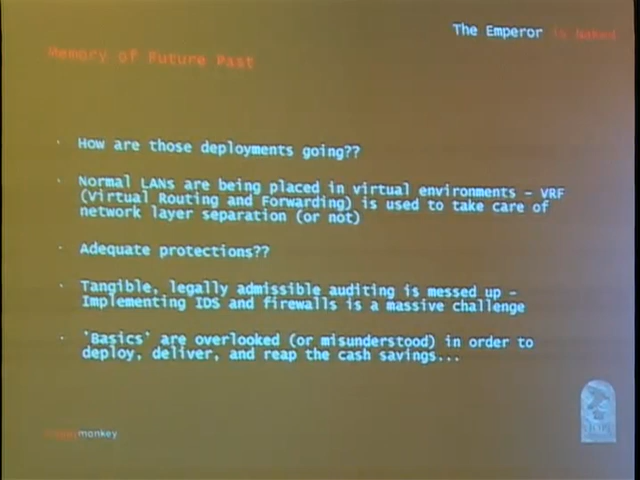 The Emperor is Naked
Memory of Future Past
· How are those deployments going??
· Normal LANs are being placed in virtual environments – VRF
(Virtual Routing and Forwarding) is used to take care of
network layer separation (or not)
· Adequate protections??
· Tangible, legally admissible auditing is messed up –
Implementing IDS and firewalls is a massive challenge
· 'Basics' are overlooked (or misunderstood) in order to
deploy, deliver, and reap the cash savings...
monkey